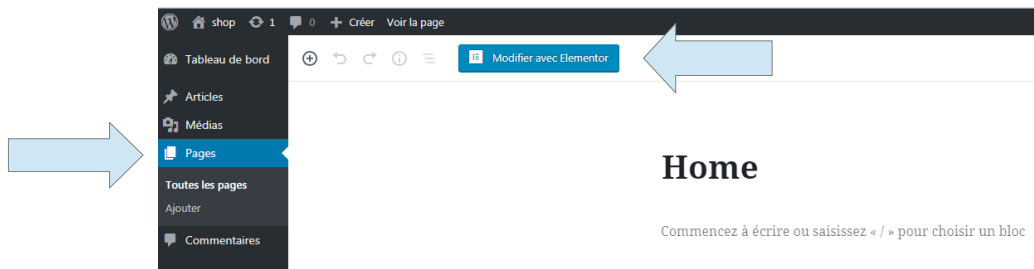 shop 1 0 + Créer Voir la page
Tableau de bord
Modifier avec Elementor
Articles
Médias
Pages
Home
Toutes les pages
Ajouter
Commencez à écrire ou saisissez « / » pour choisir un bloc
Commentaires